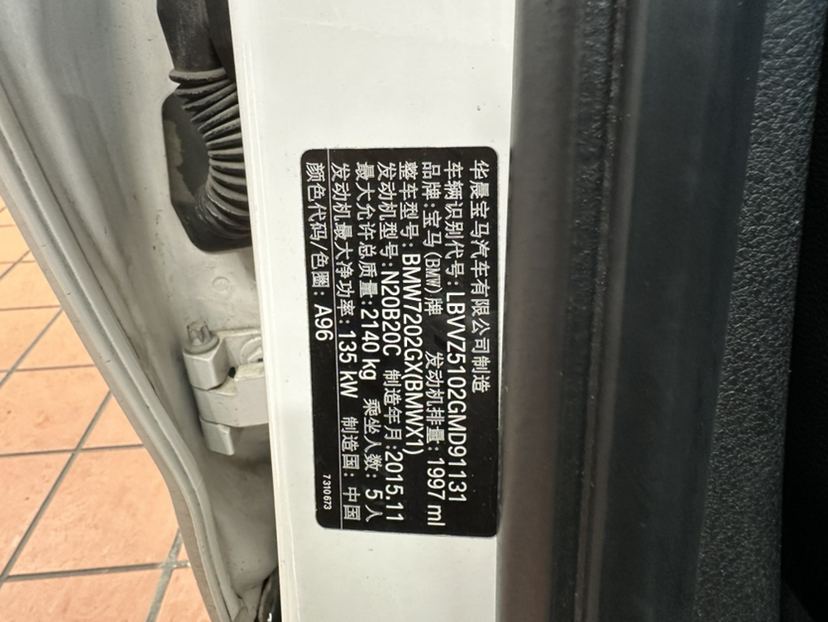 华晨宝马汽车有限公司制造
车辆识别代号: LBVVZ5102GMD91131
品牌: 宝马(BMW)牌 发动机排量: 1997 ml
整车型号: BMW7202GX(BMWX1)
发动机型号: N20B20C 制造年月: 2015.11
最大允许总质量: 2140 kg 乘坐人数: 5 人
发动机最大净功率: 135 kW 制造国: 中国
颜色代码/色圈: A96
7 310 673